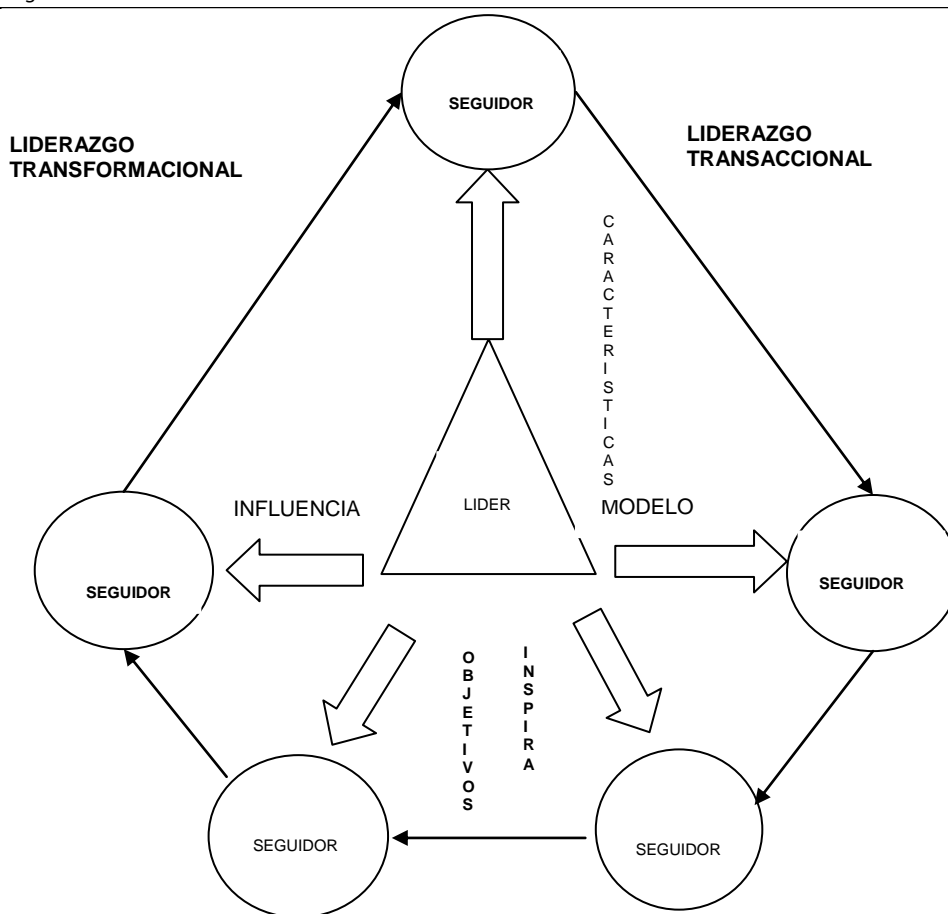 SEGUIDOR
LIDERAZGO
TRANSFORMACIONAL
LIDERAZGO
TRANSACCIONAL
CARACTERISTICAS
INFLUENCIA
LIDER
MODELO
SEGUIDOR
SEGUIDOR
OBJETIVOS
INSPIRA
SEGUIDOR
SEGUIDOR